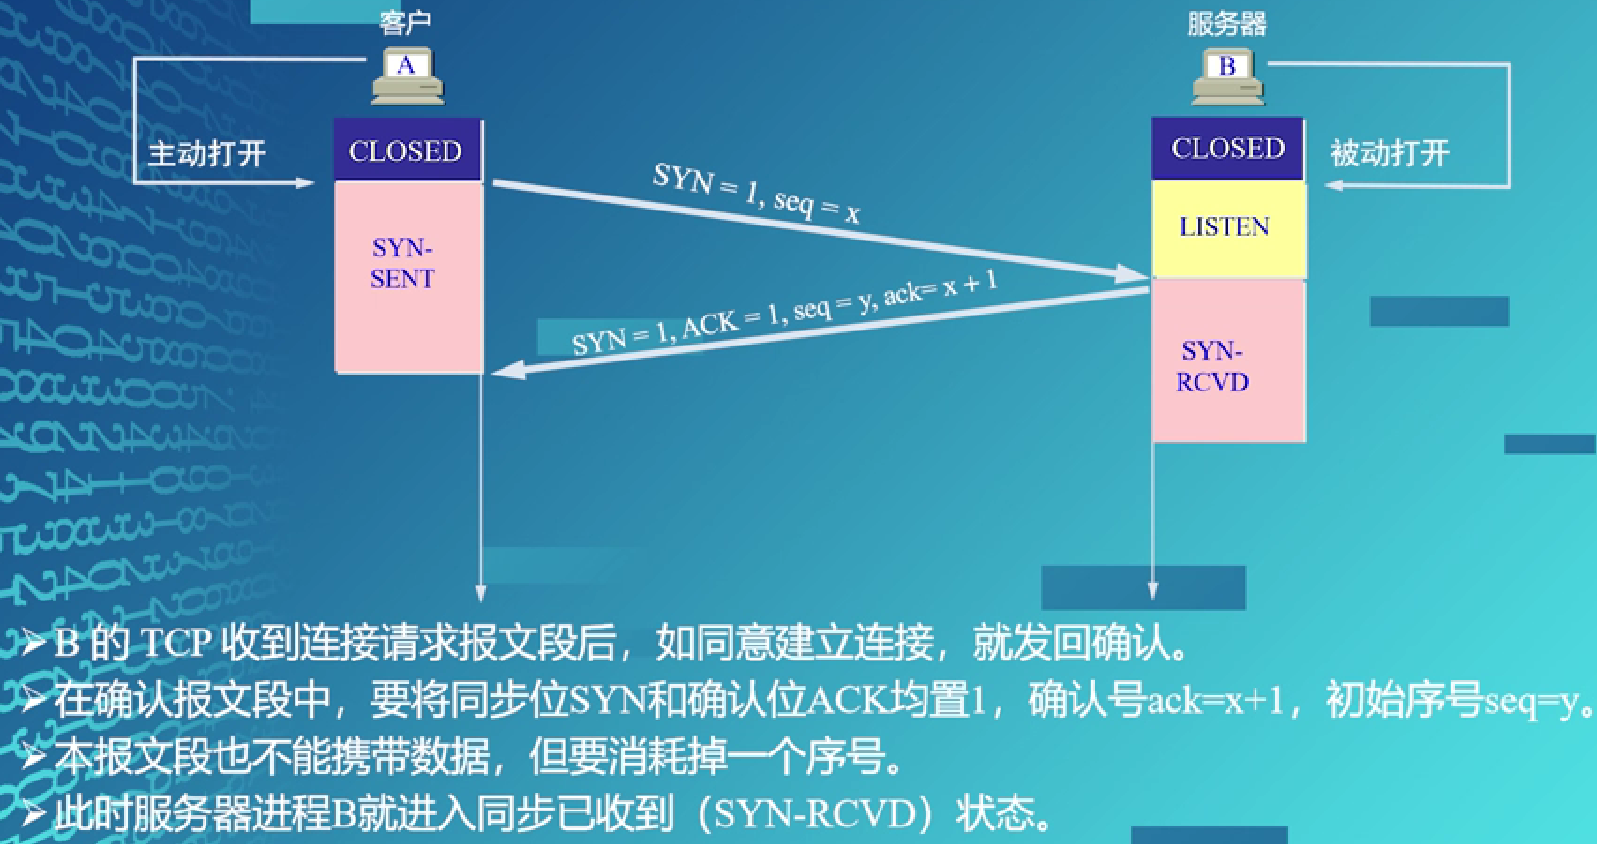 客户
服务器
A
B
主动打开
CLOSED
CLOSED
被动打开
SYN = 1, seq = x
LISTEN
SYN-
SENT
SYN = 1, ACK = 1, seq = y, ack= x + 1
SYN-
RCVD
➢B 的 TCP 收到连接请求报文段后，如同意建立连接，就发回确认。
➢在确认报文段中，要将同步位SYN和确认位ACK均置1，确认号ack=x+1，初始序号seq=y。
➢本报文段也不能携带数据，但要消耗掉一个序号。
➢此时服务器进程B就进入同步已收到（SYN-RCVD）状态。